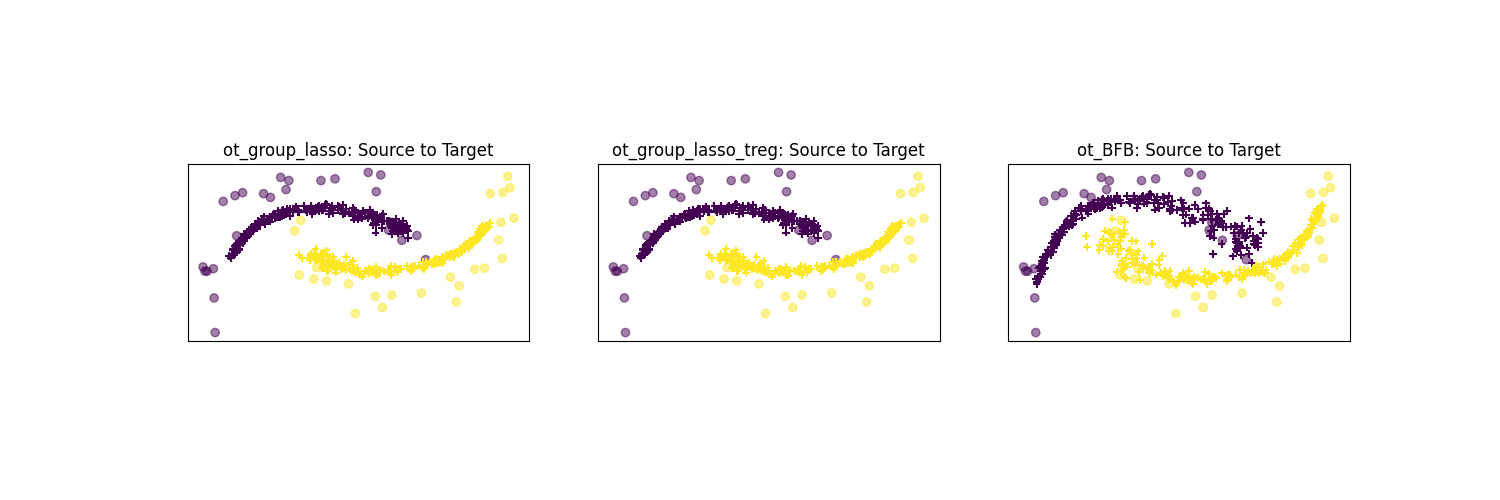 ot_group_lasso: Source to Target
ot_group_lasso_treg: Source to Target
ot_BFB: Source to Target